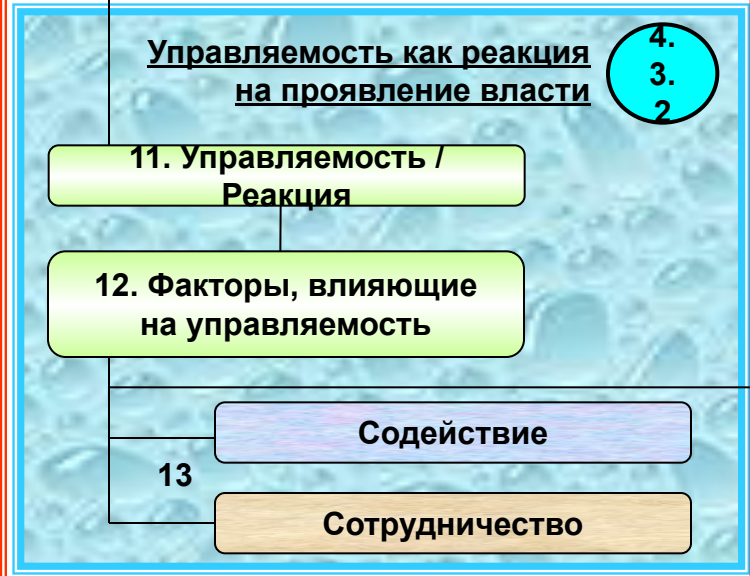 Управляемость как реакция
на проявление власти
4.
3.
2
11. Управляемость /
Реакция
12. Факторы, влияющие
на управляемость
Содействие
13
Сотрудничество